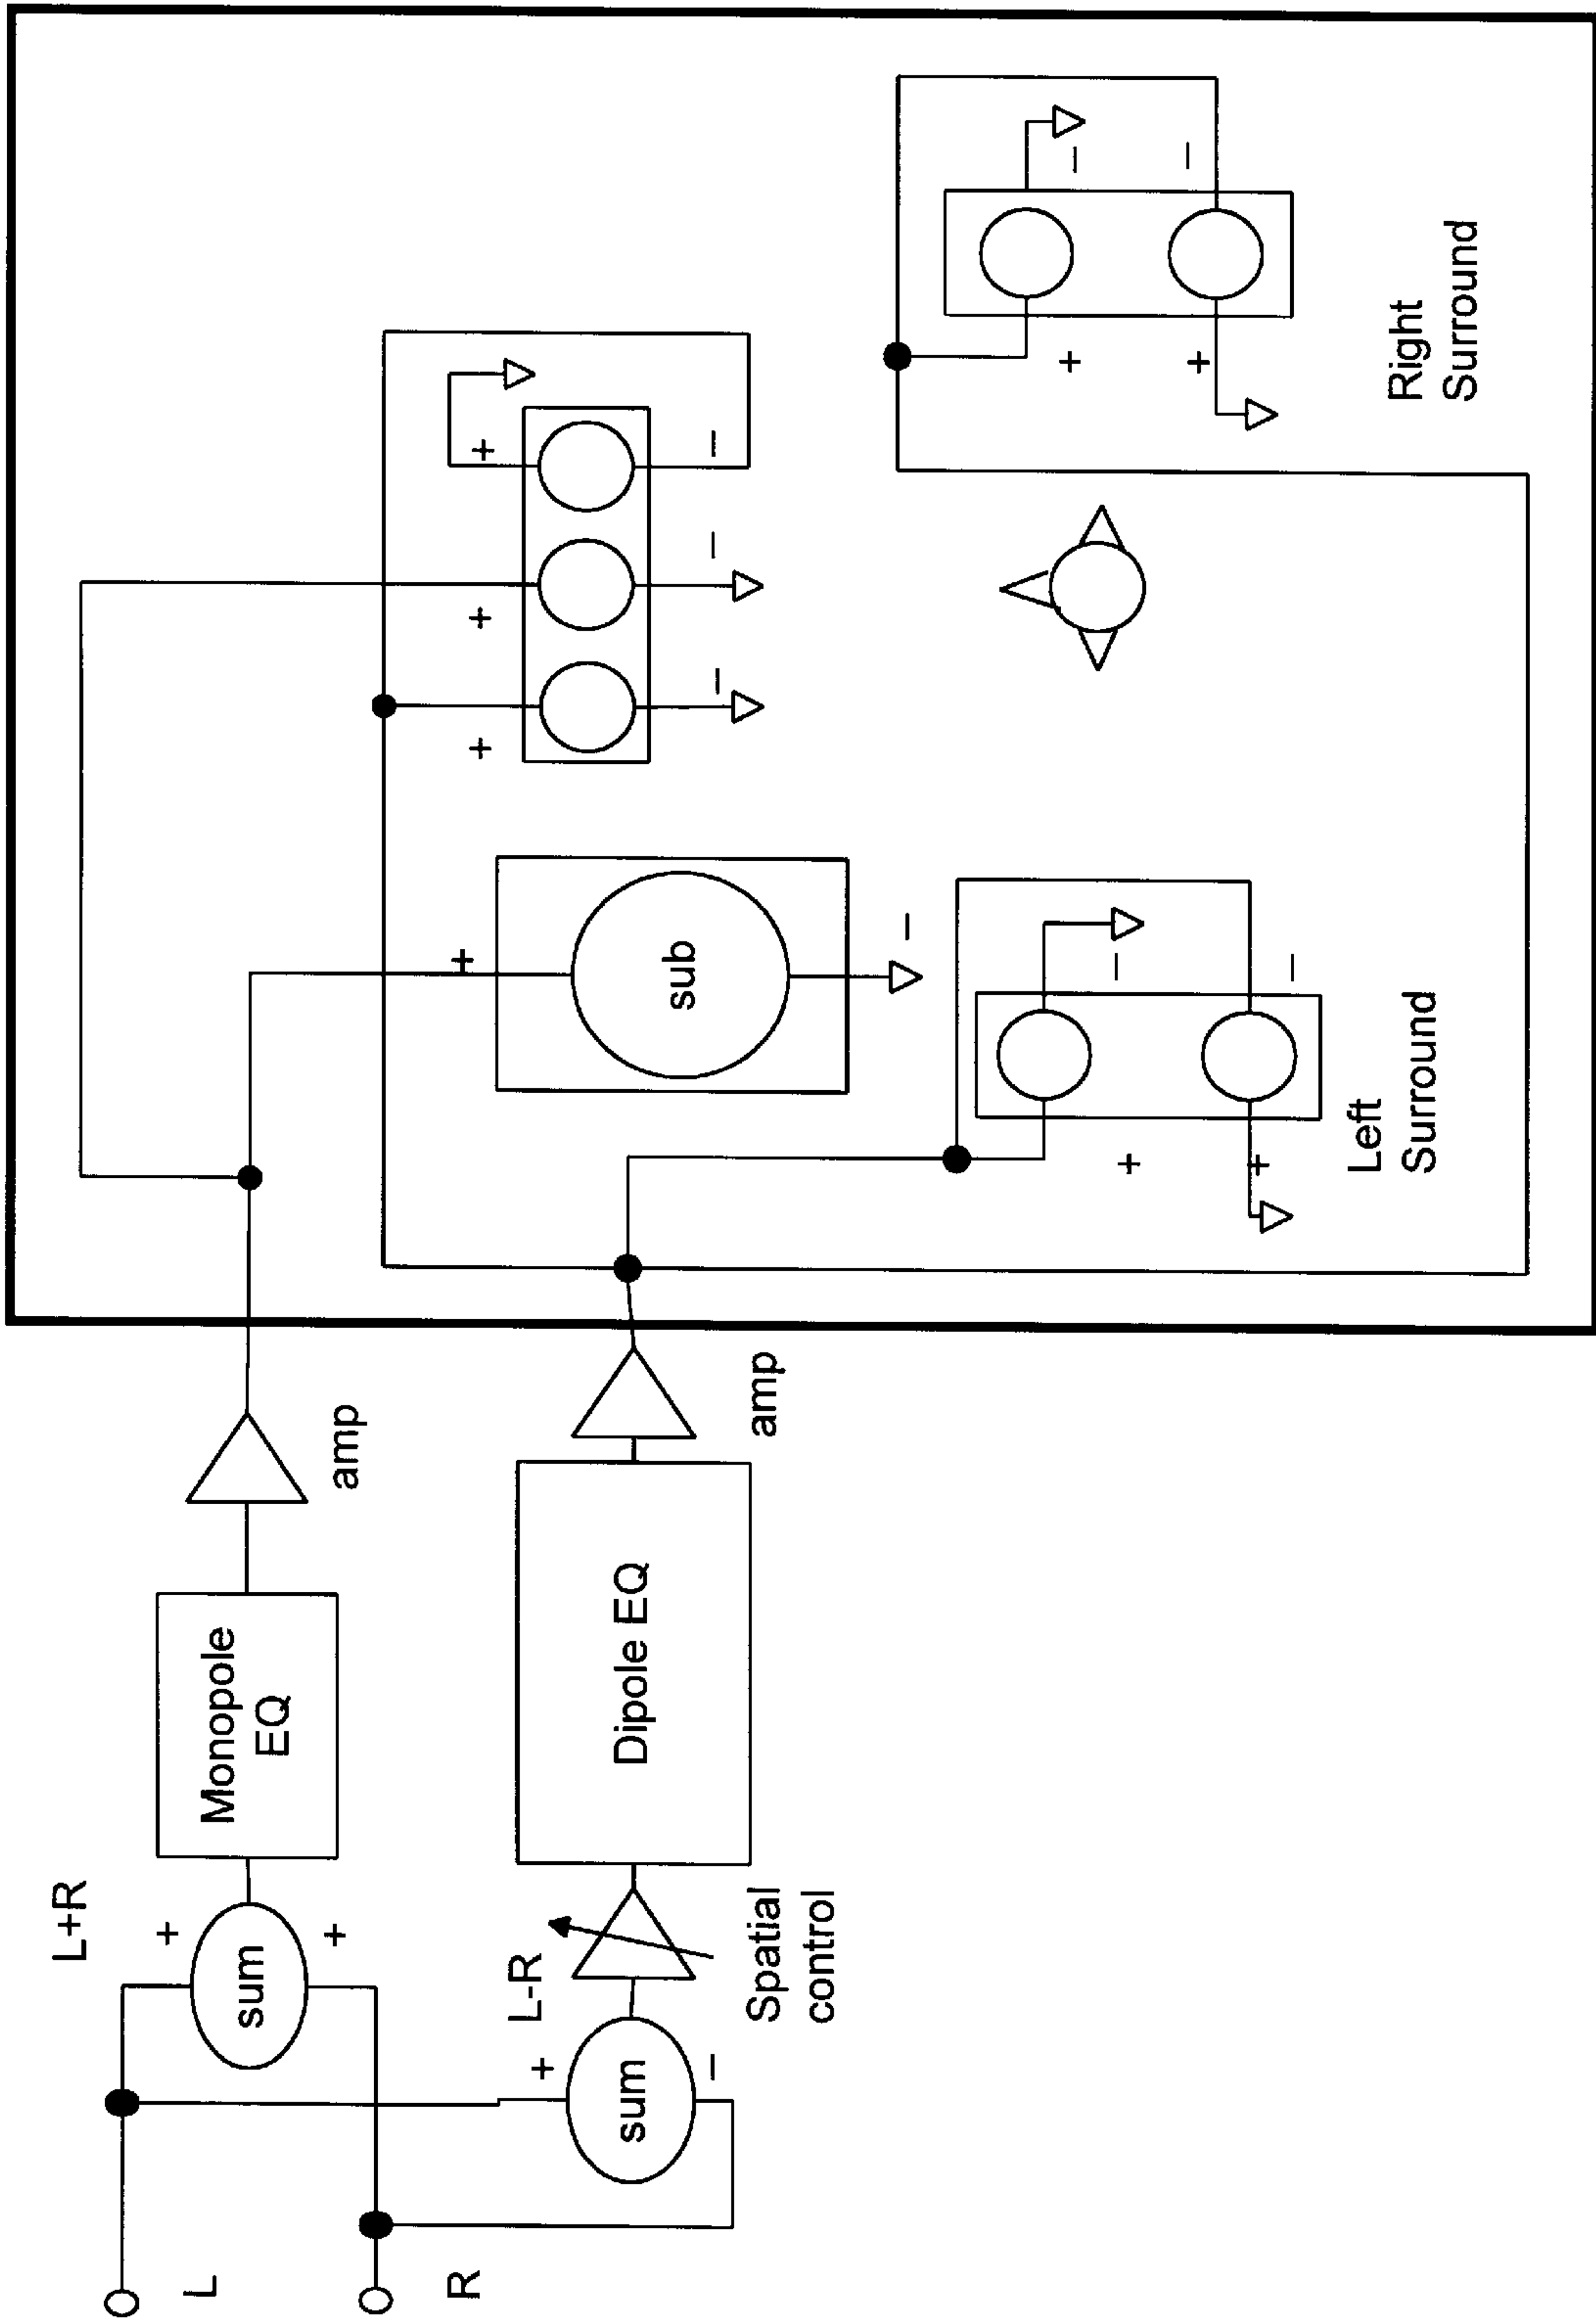 L
R
L+R
+
+
sum
Monopole
EQ
amp
+
−
sum
L-R
Spatial
control
Dipole EQ
amp
+
sub
−
+
+
+
−
−
−
+
−
+
−
Left
Surround
+
−
+
−
Right
Surround